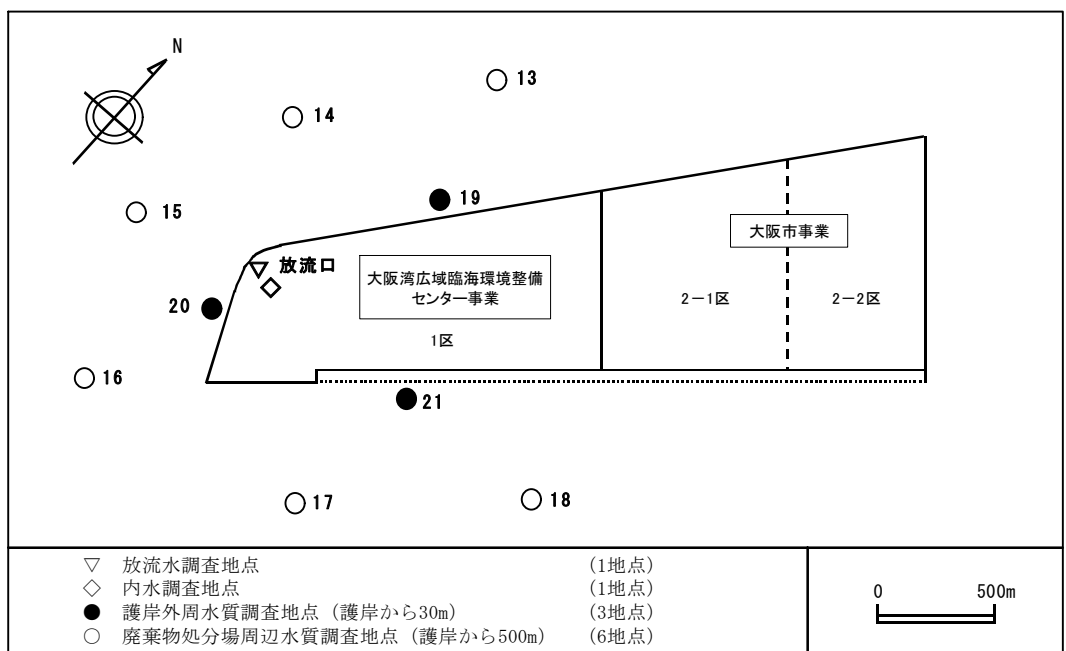 N
13
14
15
19
大阪市事業
放流口
大阪湾広域臨海環境整備
センター事業
20
2－1区
2－2区
1区
16
21
17
18
▽ 放流水調査地点 (1地点)
◇ 内水調査地点 (1地点)
● 護岸外周水質調査地点（護岸から30m） (3地点)
○ 廃棄物処分場周辺水質調査地点（護岸から500m） (6地点)
0 500m